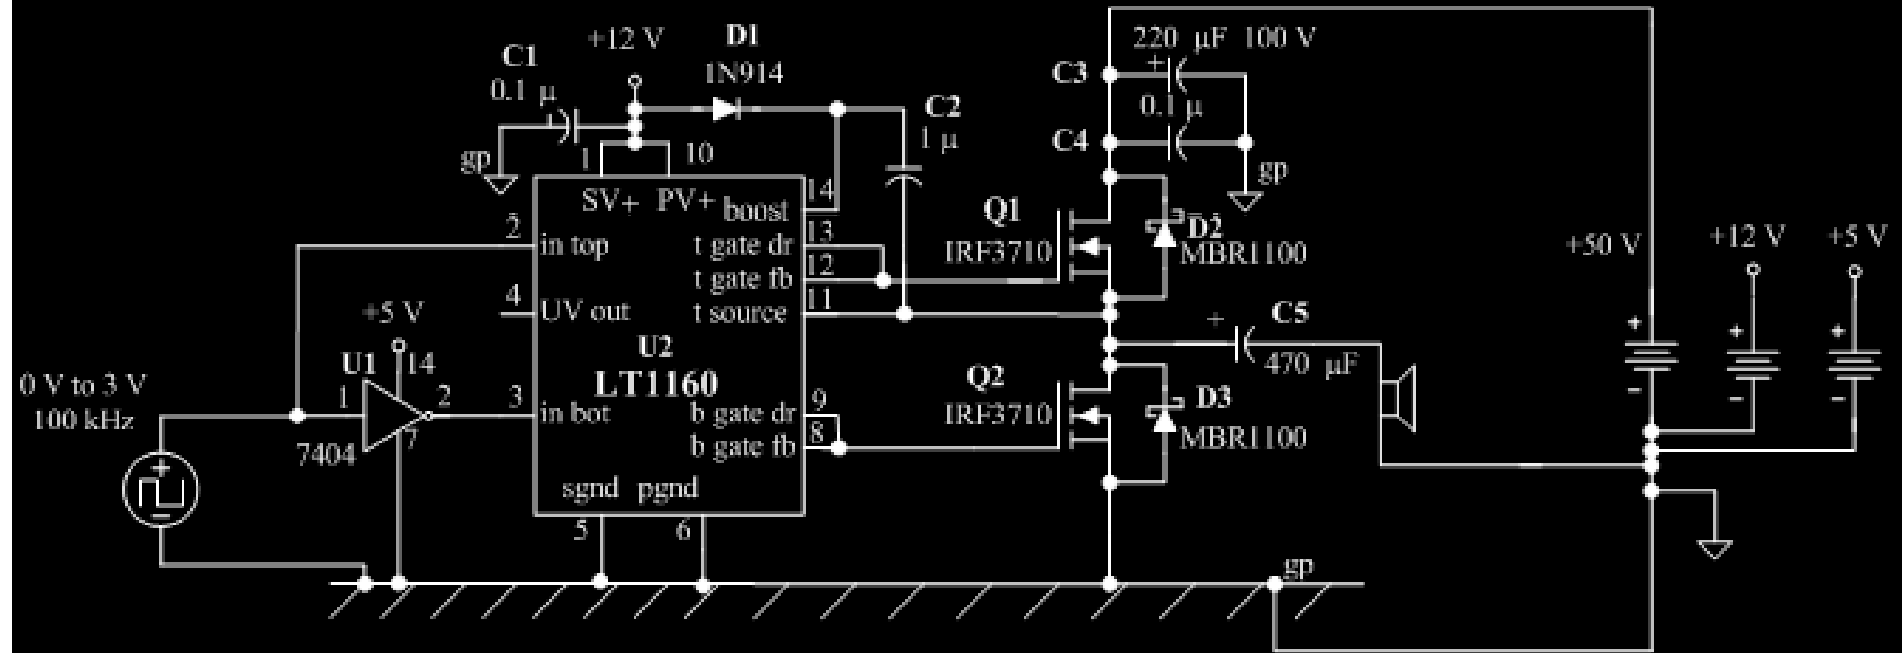 +12 V
D1
1N914
C1
0.1 µ
gp
1
10
C2
1 µ
220 µF 100 V
+
C3
0.1 µ
C4
gp
SV+ PV+
boost
14
2
in top
t gate dr
13
t gate fb
12
4
UV out
t source
11
+5 V
U1
14
U2
LT1160
1
2
3
in bot
b gate dr
9
b gate fb
8
7404
7
sgnd pgnd
5
6
0 V to 3 V
100 kHz
+
−
Q1
IRF3710
D2
MBR1100
+
C5
470 µF
Q2
IRF3710
D3
MBR1100
+50 V
+12 V
+5 V
+
+
+
-
-
-
gp